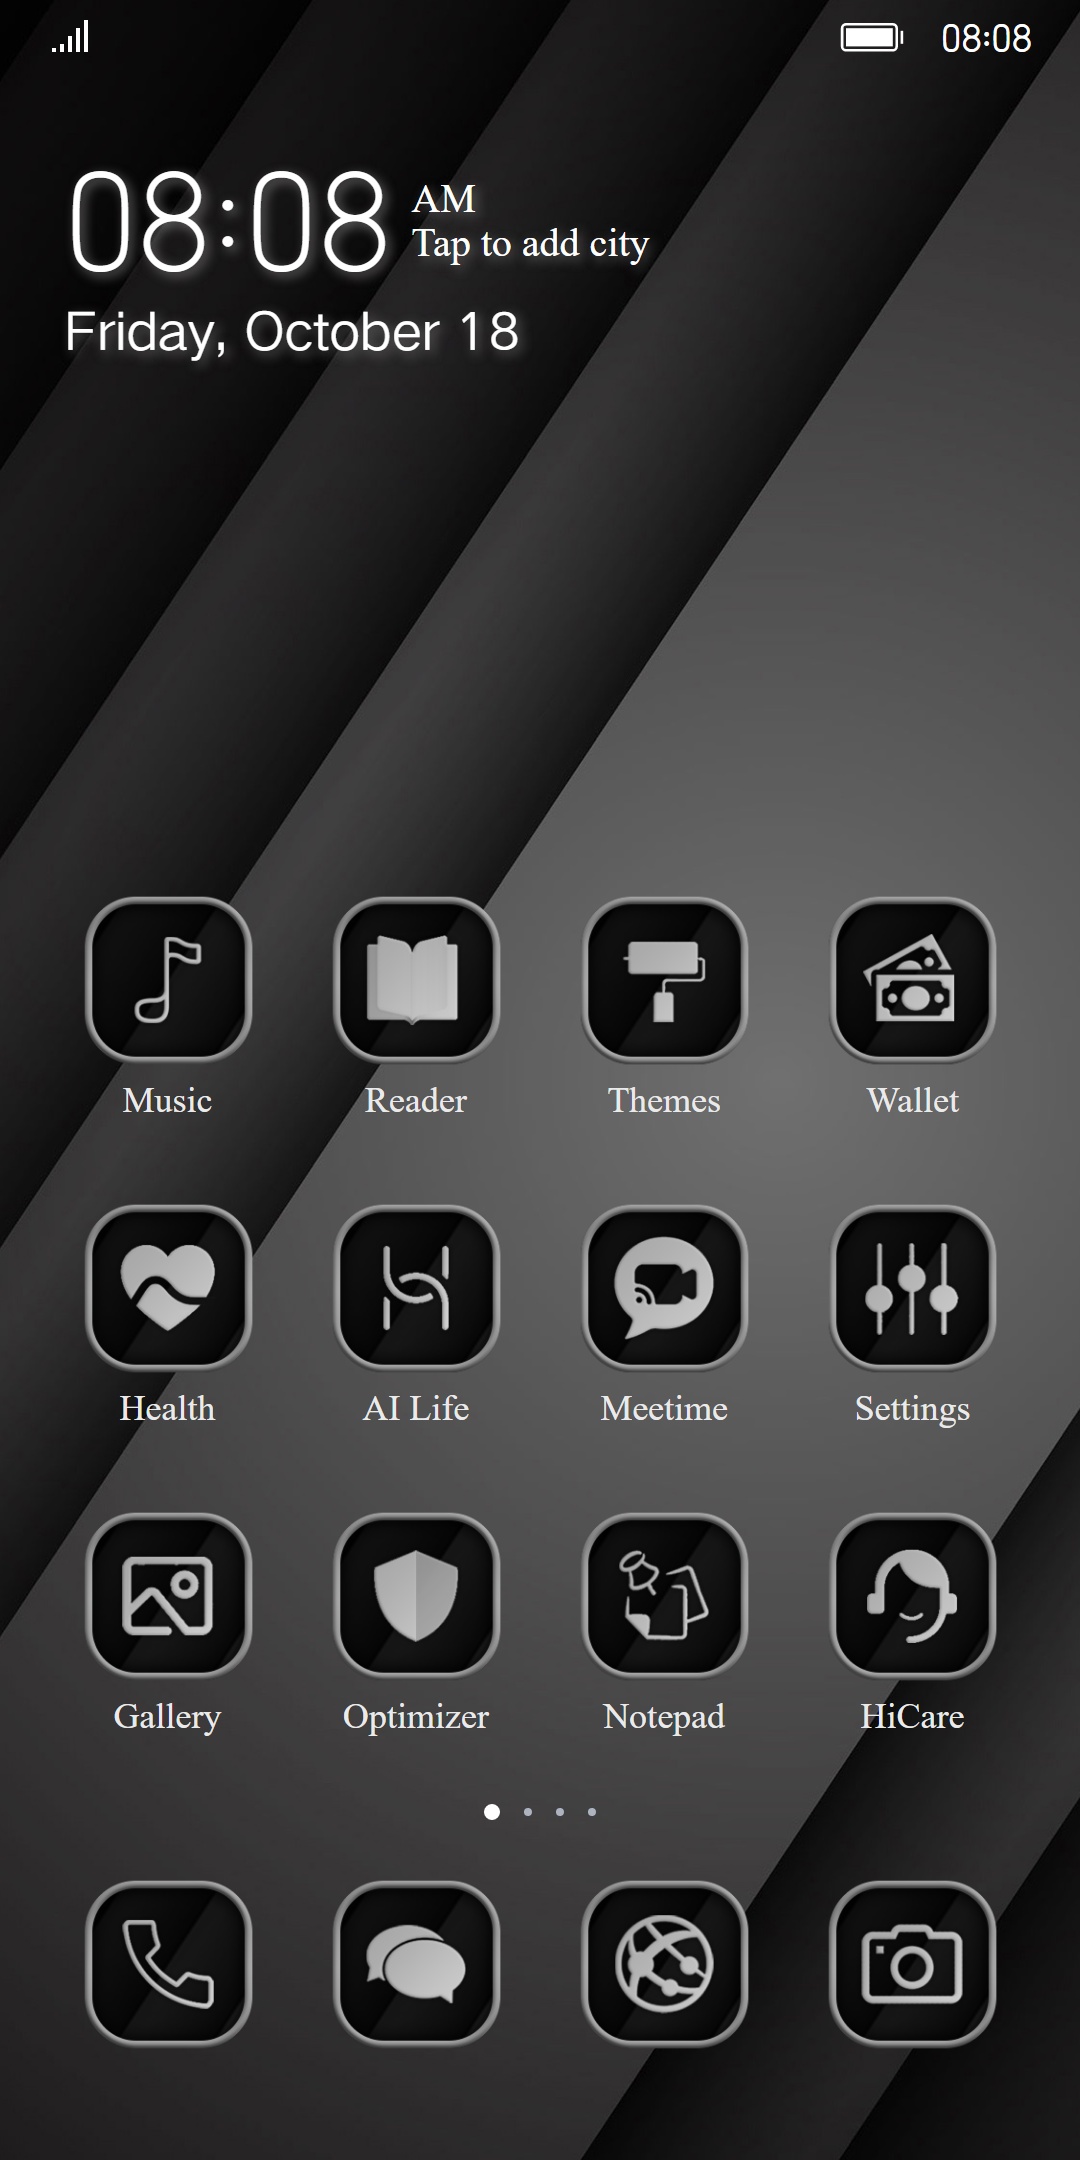 08:08
08:08 AM
Tap to add city
Friday, October 18
Music Reader Themes Wallet
Health AI Life Meetime Settings
Gallery Optimizer Notepad HiCare